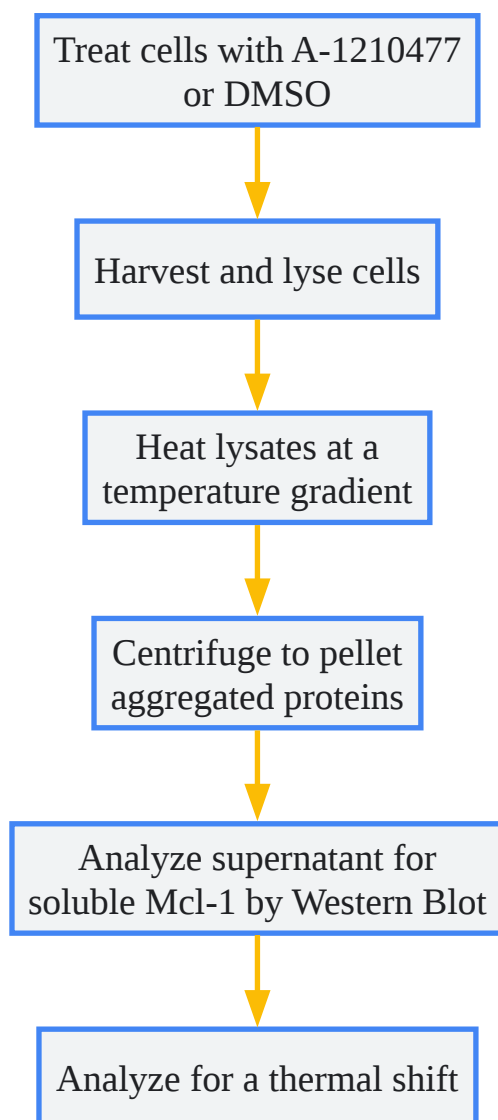 Treat cells with A-1210477
or DMSO
Harvest and lyse cells
Heat lysates at a
temperature gradient
Centrifuge to pellet
aggregated proteins
Analyze supernatant for
soluble Mcl-1 by Western Blot
Analyze for a thermal shift